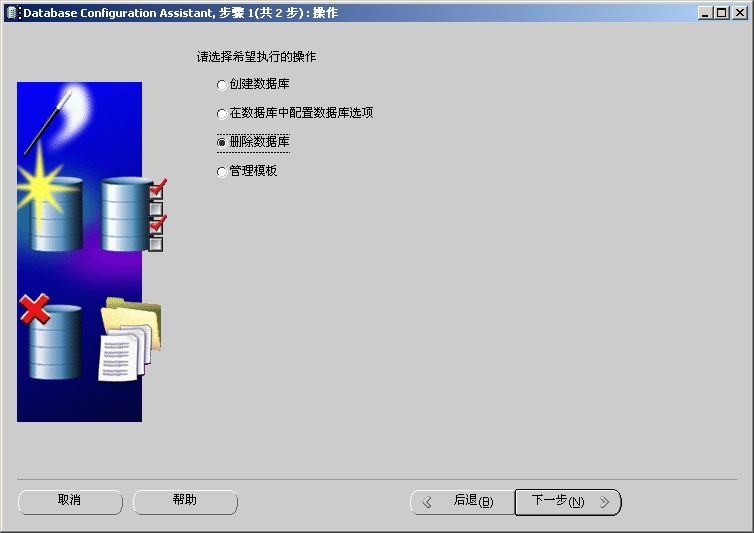 Database Configuration Assistant, 步骤 1(共 2 步) : 操作
请选择希望执行的操作
创建数据库
在数据库中配置数据库选项
删除数据库
管理模板
取消
帮助
后退(B)
下一步(N)